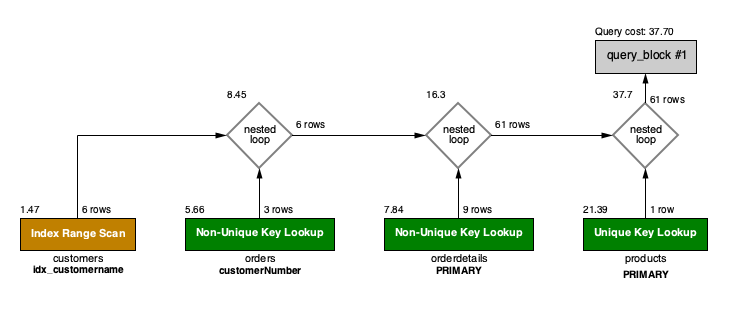 Query cost: 37.70
query_block #1
8.45
16.3
37.7
61 rows
nested
loop
6 rows
nested
loop
61 rows
nested
loop
1.47
6 rows
5.66
3 rows
7.84
9 rows
21.39
1 row
Index Range Scan
Non-Unique Key Lookup
Non-Unique Key Lookup
Unique Key Lookup
customers
idx_customername
orders
customerNumber
orderdetails
PRIMARY
products
PRIMARY